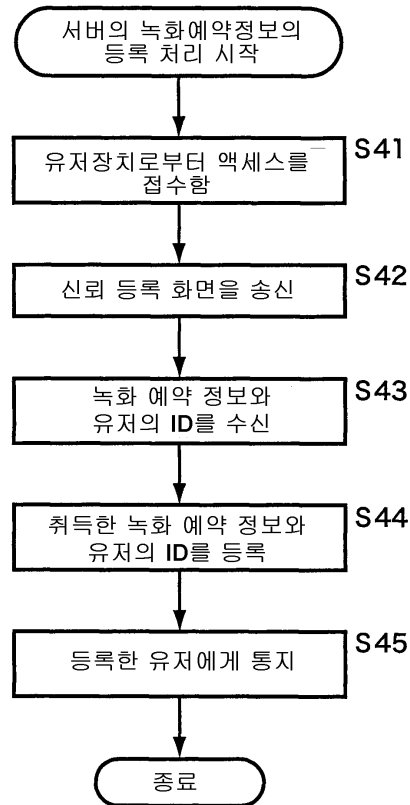 서버의 녹화예약정보의
등록 처리 시작
유저장치로부터 액세스를
접수함
S41
신뢰 등록 화면을 송신
S42
녹화 예약 정보와
유저의 ID를 수신
S43
취득한 녹화 예약 정보와
유저의 ID를 등록
S44
등록한 유저에게 통지
S45
종료